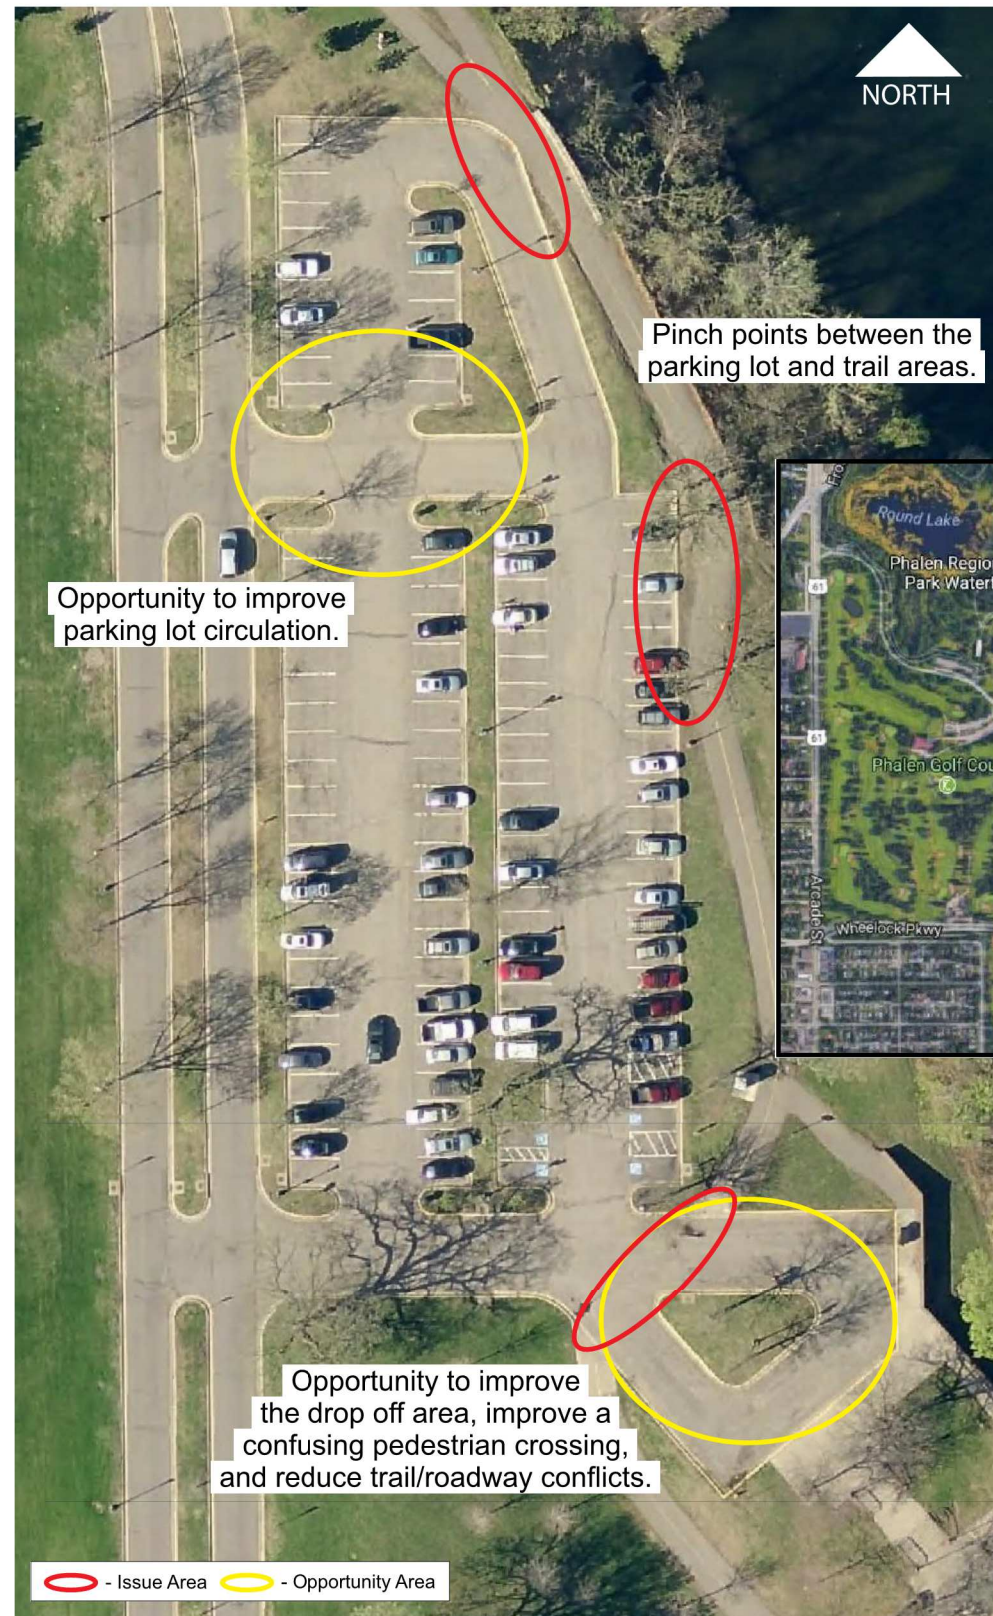 NORTH
Pinch points between the
parking lot and trail areas.
Round Lake
Phalen Regio
Park Waterf
61
Opportunity to improve
parking lot circulation.
61
Phalen Golf Cou
Arcade St
Wheelock Pkwy
Opportunity to improve
the drop off area, improve a
confusing pedestrian crossing,
and reduce trail/roadway conflicts.
- Issue Area
- Opportunity Area